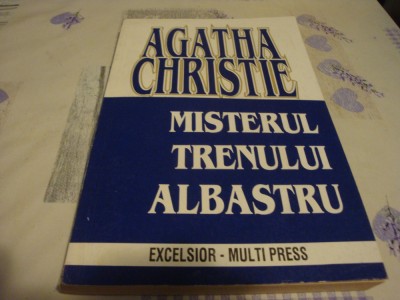 AGATHA
CHRISTIE
MISTERUL
TRENULUI
ALBASTRU
EXCELSIOR - MULTI PRESS